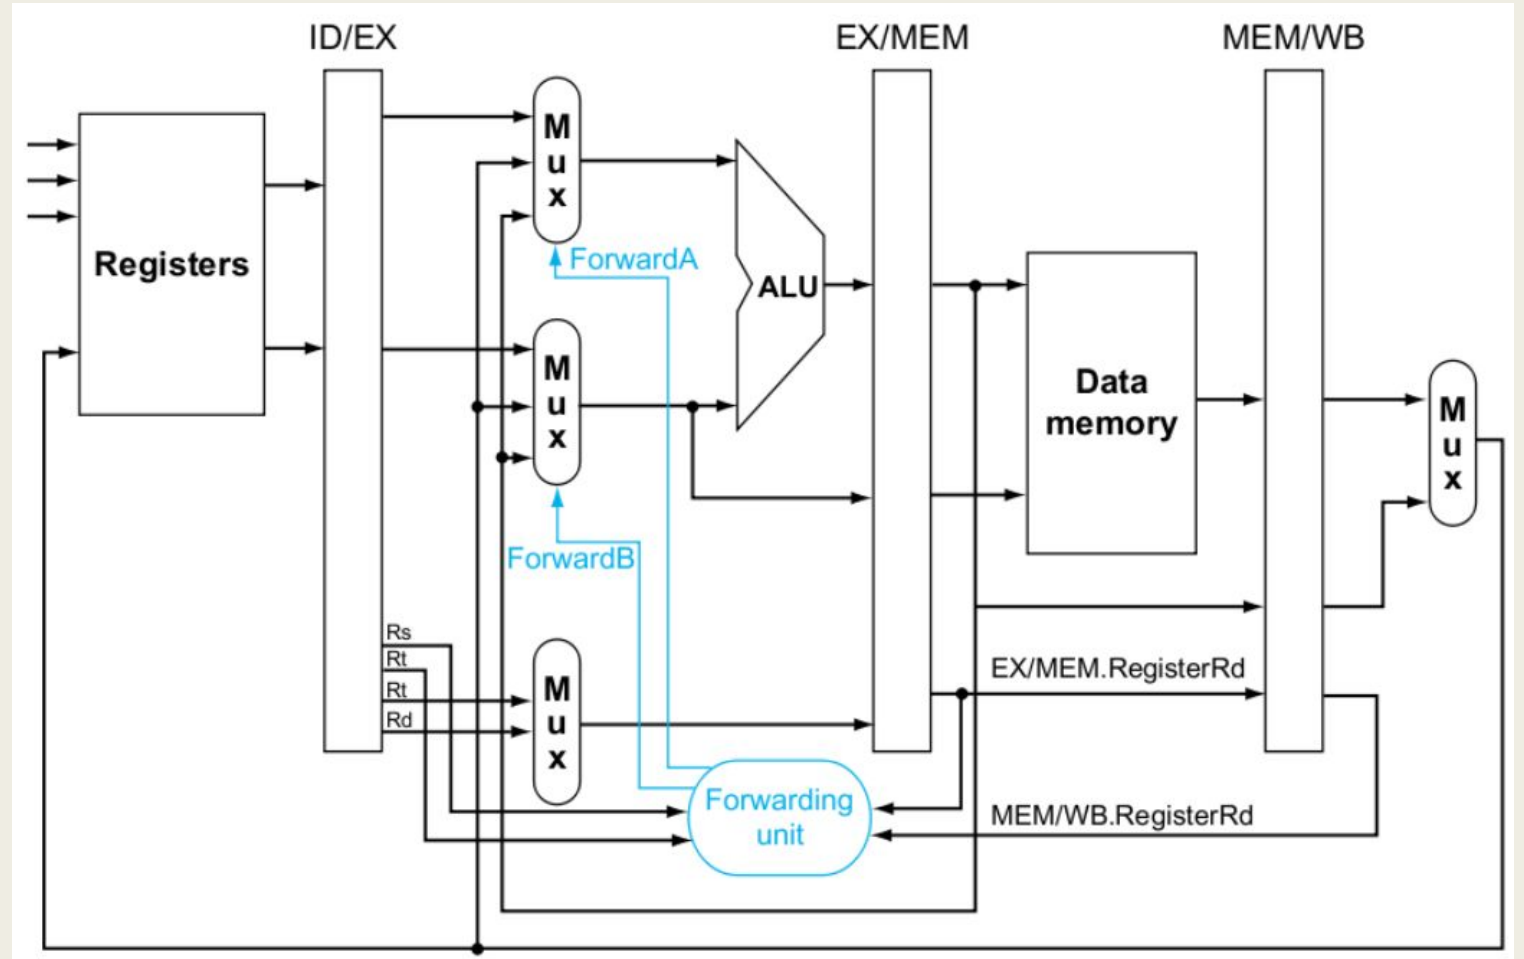 ID/EX
EX/MEM
MEM/WB
M
u
x
Registers
ForwardA
ALU
M
u
x
Data
memory
M
u
x
ForwardB
Rs
Rt
Rt
Rd
M
u
x
EX/MEM.RegisterRd
Forwarding
unit
MEM/WB.RegisterRd